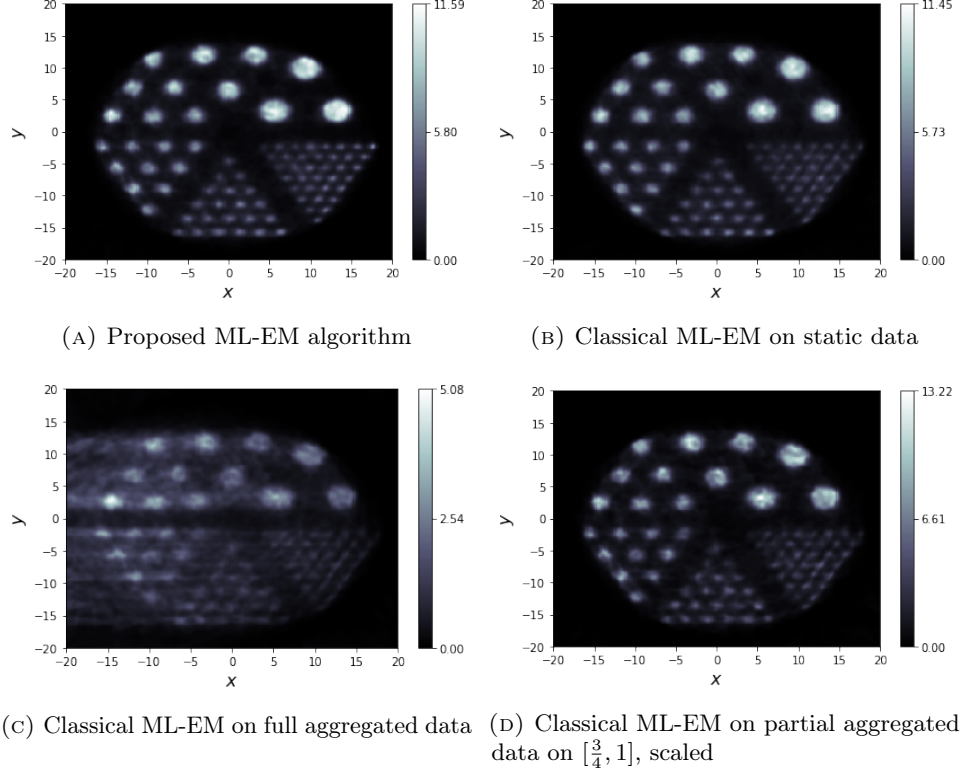 20
15
10
5
0
−5
−10
−15
−20
y
−20 −15 −10 −5 0 5 10 15 20
x
11.59
5.80
0.00
(A) Proposed ML-EM algorithm
20
15
10
5
0
−5
−10
−15
−20
y
−20 −15 −10 −5 0 5 10 15 20
x
11.45
5.73
0.00
(B) Classical ML-EM on static data
20
15
10
5
0
−5
−10
−15
−20
y
−20 −15 −10 −5 0 5 10 15 20
x
5.08
2.54
0.00
(C) Classical ML-EM on full aggregated data
20
15
10
5
0
−5
−10
−15
−20
y
−20 −15 −10 −5 0 5 10 15 20
x
13.22
6.61
0.00
(D) Classical ML-EM on partial aggregated
data on [3/4, 1], scaled